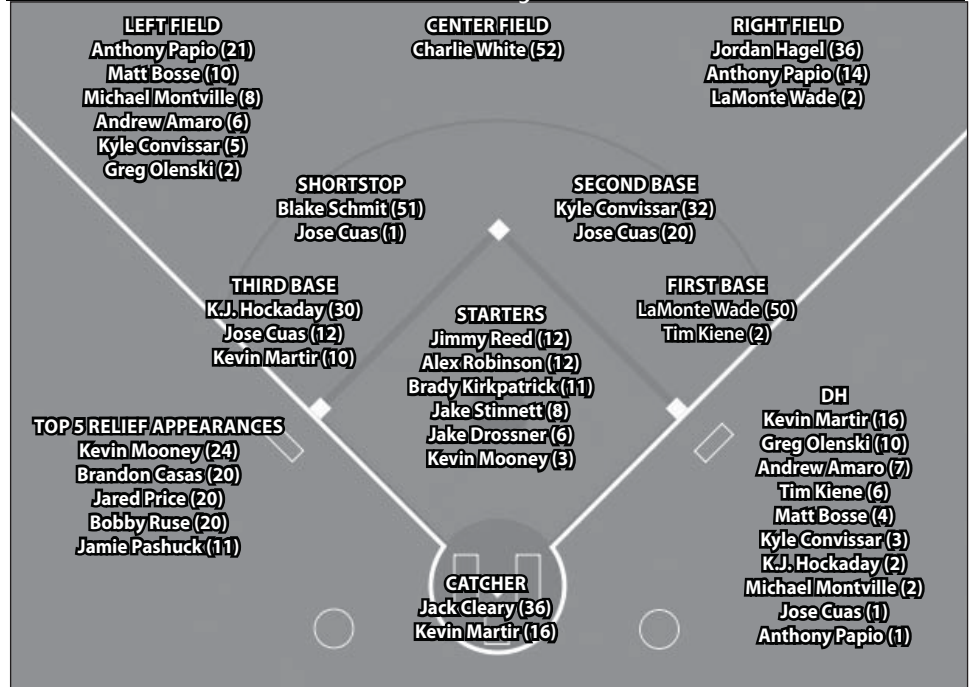 LEFT FIELD
Anthony Papio (21)
Matt Bosse (10)
Michael Montville (8)
Andrew Amaro (6)
Kyle Convissar (5)
Greg Olenski (2)
CENTER FIELD
Charlie White (52)
RIGHT FIELD
Jordan Hagel (36)
Anthony Papio (14)
LaMonte Wade (2)
SHORTSTOP
Blake Schmit (51)
Jose Cuas (1)
SECOND BASE
Kyle Convissar (32)
Jose Cuas (20)
THIRD BASE
K.J. Hockaday (30)
Jose Cuas (12)
Kevin Martir (10)
STARTERS
Jimmy Reed (12)
Alex Robinson (12)
Brady Kirkpatrick (11)
Jake Stinnett (8)
Jake Drossner (6)
Kevin Mooney (3)
FIRST BASE
LaMonte Wade (50)
Tim Kiene (2)
TOP 5 RELIEF APPEARANCES
Kevin Mooney (24)
Brandon Casas (20)
Jared Price (20)
Bobby Ruse (20)
Jamie Pashuck (11)
DH
Kevin Martir (16)
Greg Olenski (10)
Andrew Amaro (7)
Tim Kiene (6)
Matt Bosse (4)
Kyle Convissar (3)
K.J. Hockaday (2)
Michael Montville (2)
Jose Cuas (1)
Anthony Papio (1)
CATCHER
Jack Cleary (36)
Kevin Martir (16)